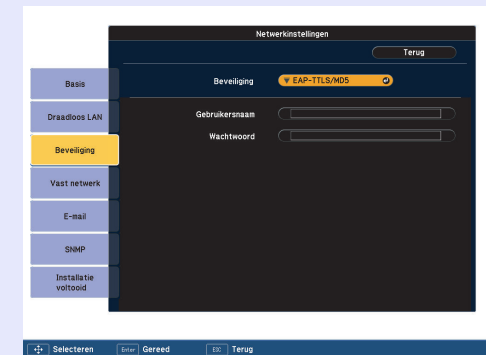 Netwerkinstellingen
Terug
Basis
Beveiliging
EAP-TTLS/MD5
Draadloos LAN
Gebruikersnaam
Wachtwoord
Beveiliging
Vast netwerk
E-mail
SNMP
Installatie
voltooid
Selecteren Enter Gereed ESC Terug